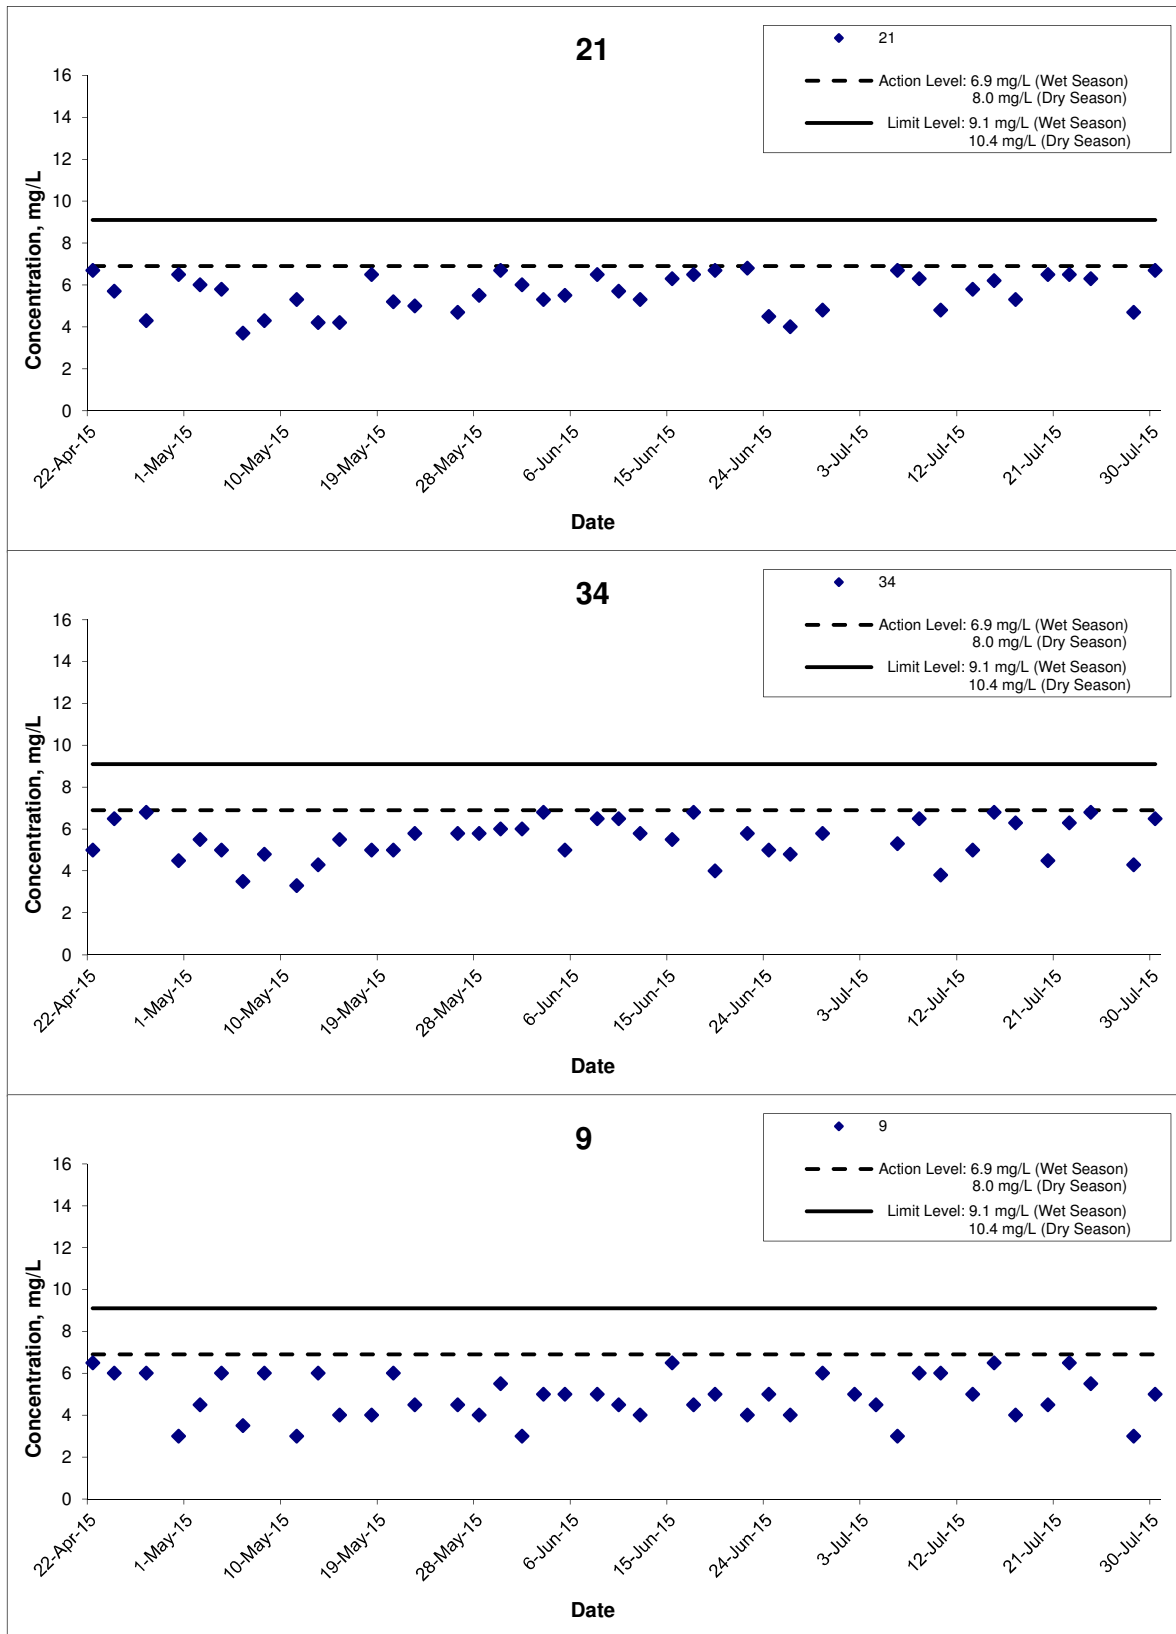 21
21
Action Level: 6.9 mg/L (Wet Season)
8.0 mg/L (Dry Season)
Limit Level: 9.1 mg/L (Wet Season)
10.4 mg/L (Dry Season)
Concentration, mg/L
16
14
12
10
8
6
4
2
0
22-Apr-15
1-May-15
10-May-15
19-May-15
28-May-15
6-Jun-15
15-Jun-15
24-Jun-15
3-Jul-15
12-Jul-15
21-Jul-15
30-Jul-15
Date
34
34
Action Level: 6.9 mg/L (Wet Season)
8.0 mg/L (Dry Season)
Limit Level: 9.1 mg/L (Wet Season)
10.4 mg/L (Dry Season)
Concentration, mg/L
16
14
12
10
8
6
4
2
0
22-Apr-15
1-May-15
10-May-15
19-May-15
28-May-15
6-Jun-15
15-Jun-15
24-Jun-15
3-Jul-15
12-Jul-15
21-Jul-15
30-Jul-15
Date
9
9
Action Level: 6.9 mg/L (Wet Season)
8.0 mg/L (Dry Season)
Limit Level: 9.1 mg/L (Wet Season)
10.4 mg/L (Dry Season)
Concentration, mg/L
16
14
12
10
8
6
4
2
0
22-Apr-15
1-May-15
10-May-15
19-May-15
28-May-15
6-Jun-15
15-Jun-15
24-Jun-15
3-Jul-15
12-Jul-15
21-Jul-15
30-Jul-15
Date